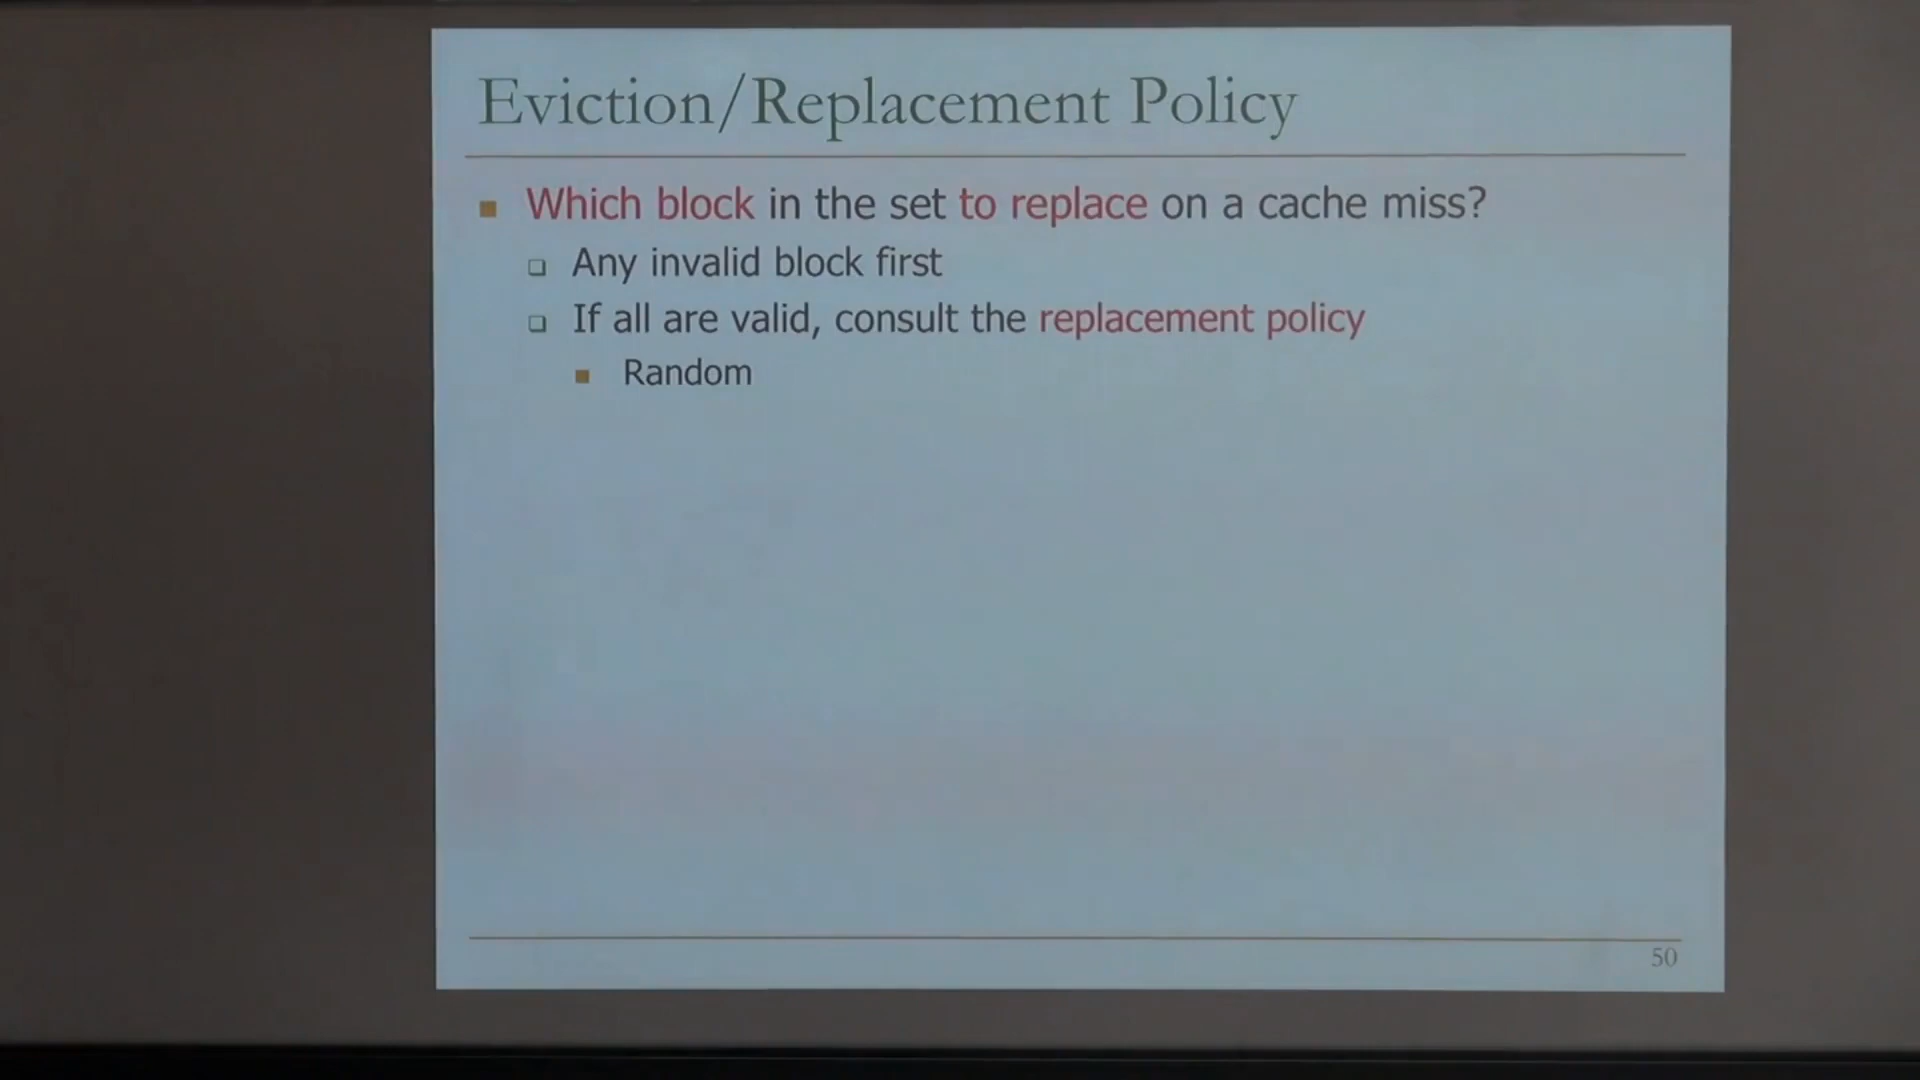 Eviction/Replacement Policy
Which block in the set to replace on a cache miss?
Any invalid block first
If all are valid, consult the replacement policy
Random
50